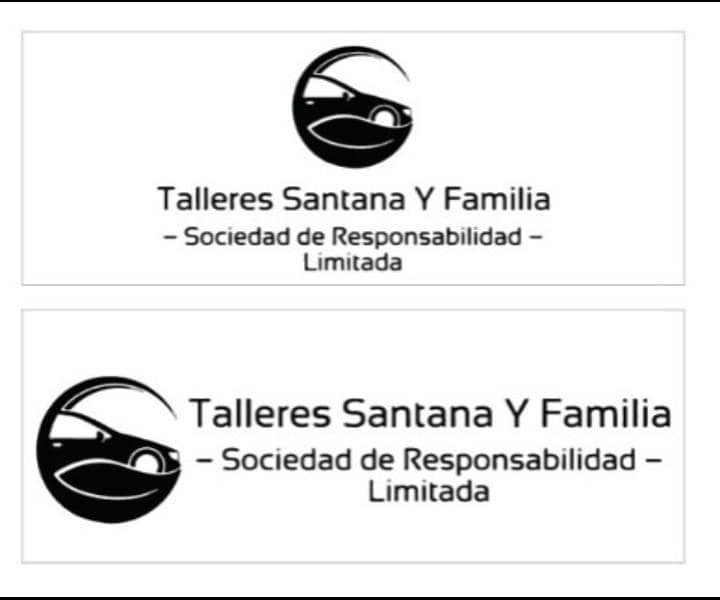 Talleres Santana Y Familia
– Sociedad de Responsabilidad –
Limitada
Talleres Santana Y Familia
– Sociedad de Responsabilidad –
Limitada